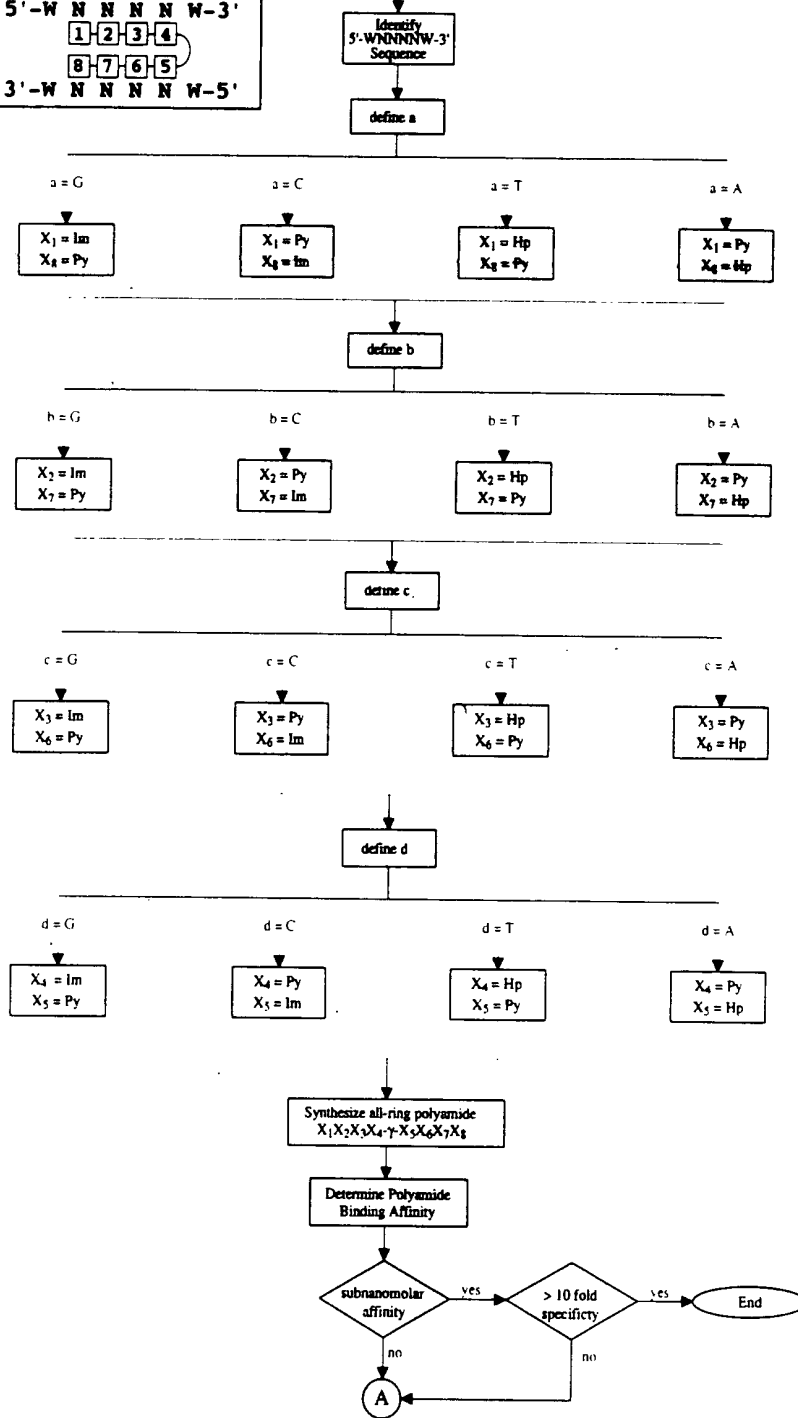 5'-W N N N N W-3'
1 2 3 4
8 7 6 5
3'-W N N N N W-5'
Identify
5'-WNNNNW-3'
Sequence
define a
a = G
a = C
a = T
a = A
X1 = Im
X8 = Py
X1 = Py
X8 = Im
X1 = Hp
X8 = Py
X1 = Py
X8 = Hp
define b
b = G
b = C
b = T
b = A
X2 = Im
X7 = Py
X2 = Py
X7 = Im
X2 = Hp
X7 = Py
X2 = Py
X7 = Hp
define c
c = G
c = C
c = T
c = A
X3 = Im
X6 = Py
X3 = Py
X6 = Im
X3 = Hp
X6 = Py
X3 = Py
X6 = Hp
define d
d = G
d = C
d = T
d = A
X4 = Im
X5 = Py
X4 = Py
X5 = Im
X4 = Hp
X5 = Py
X4 = Py
X5 = Hp
Synthesize all-ring polyamide
X1X2X3X4-γ-X5X6X7X8
Determine Polyamide
Binding Affinity
subnanomolar
affinity
yes
> 10 fold
specificty
yes
End
no
no
A